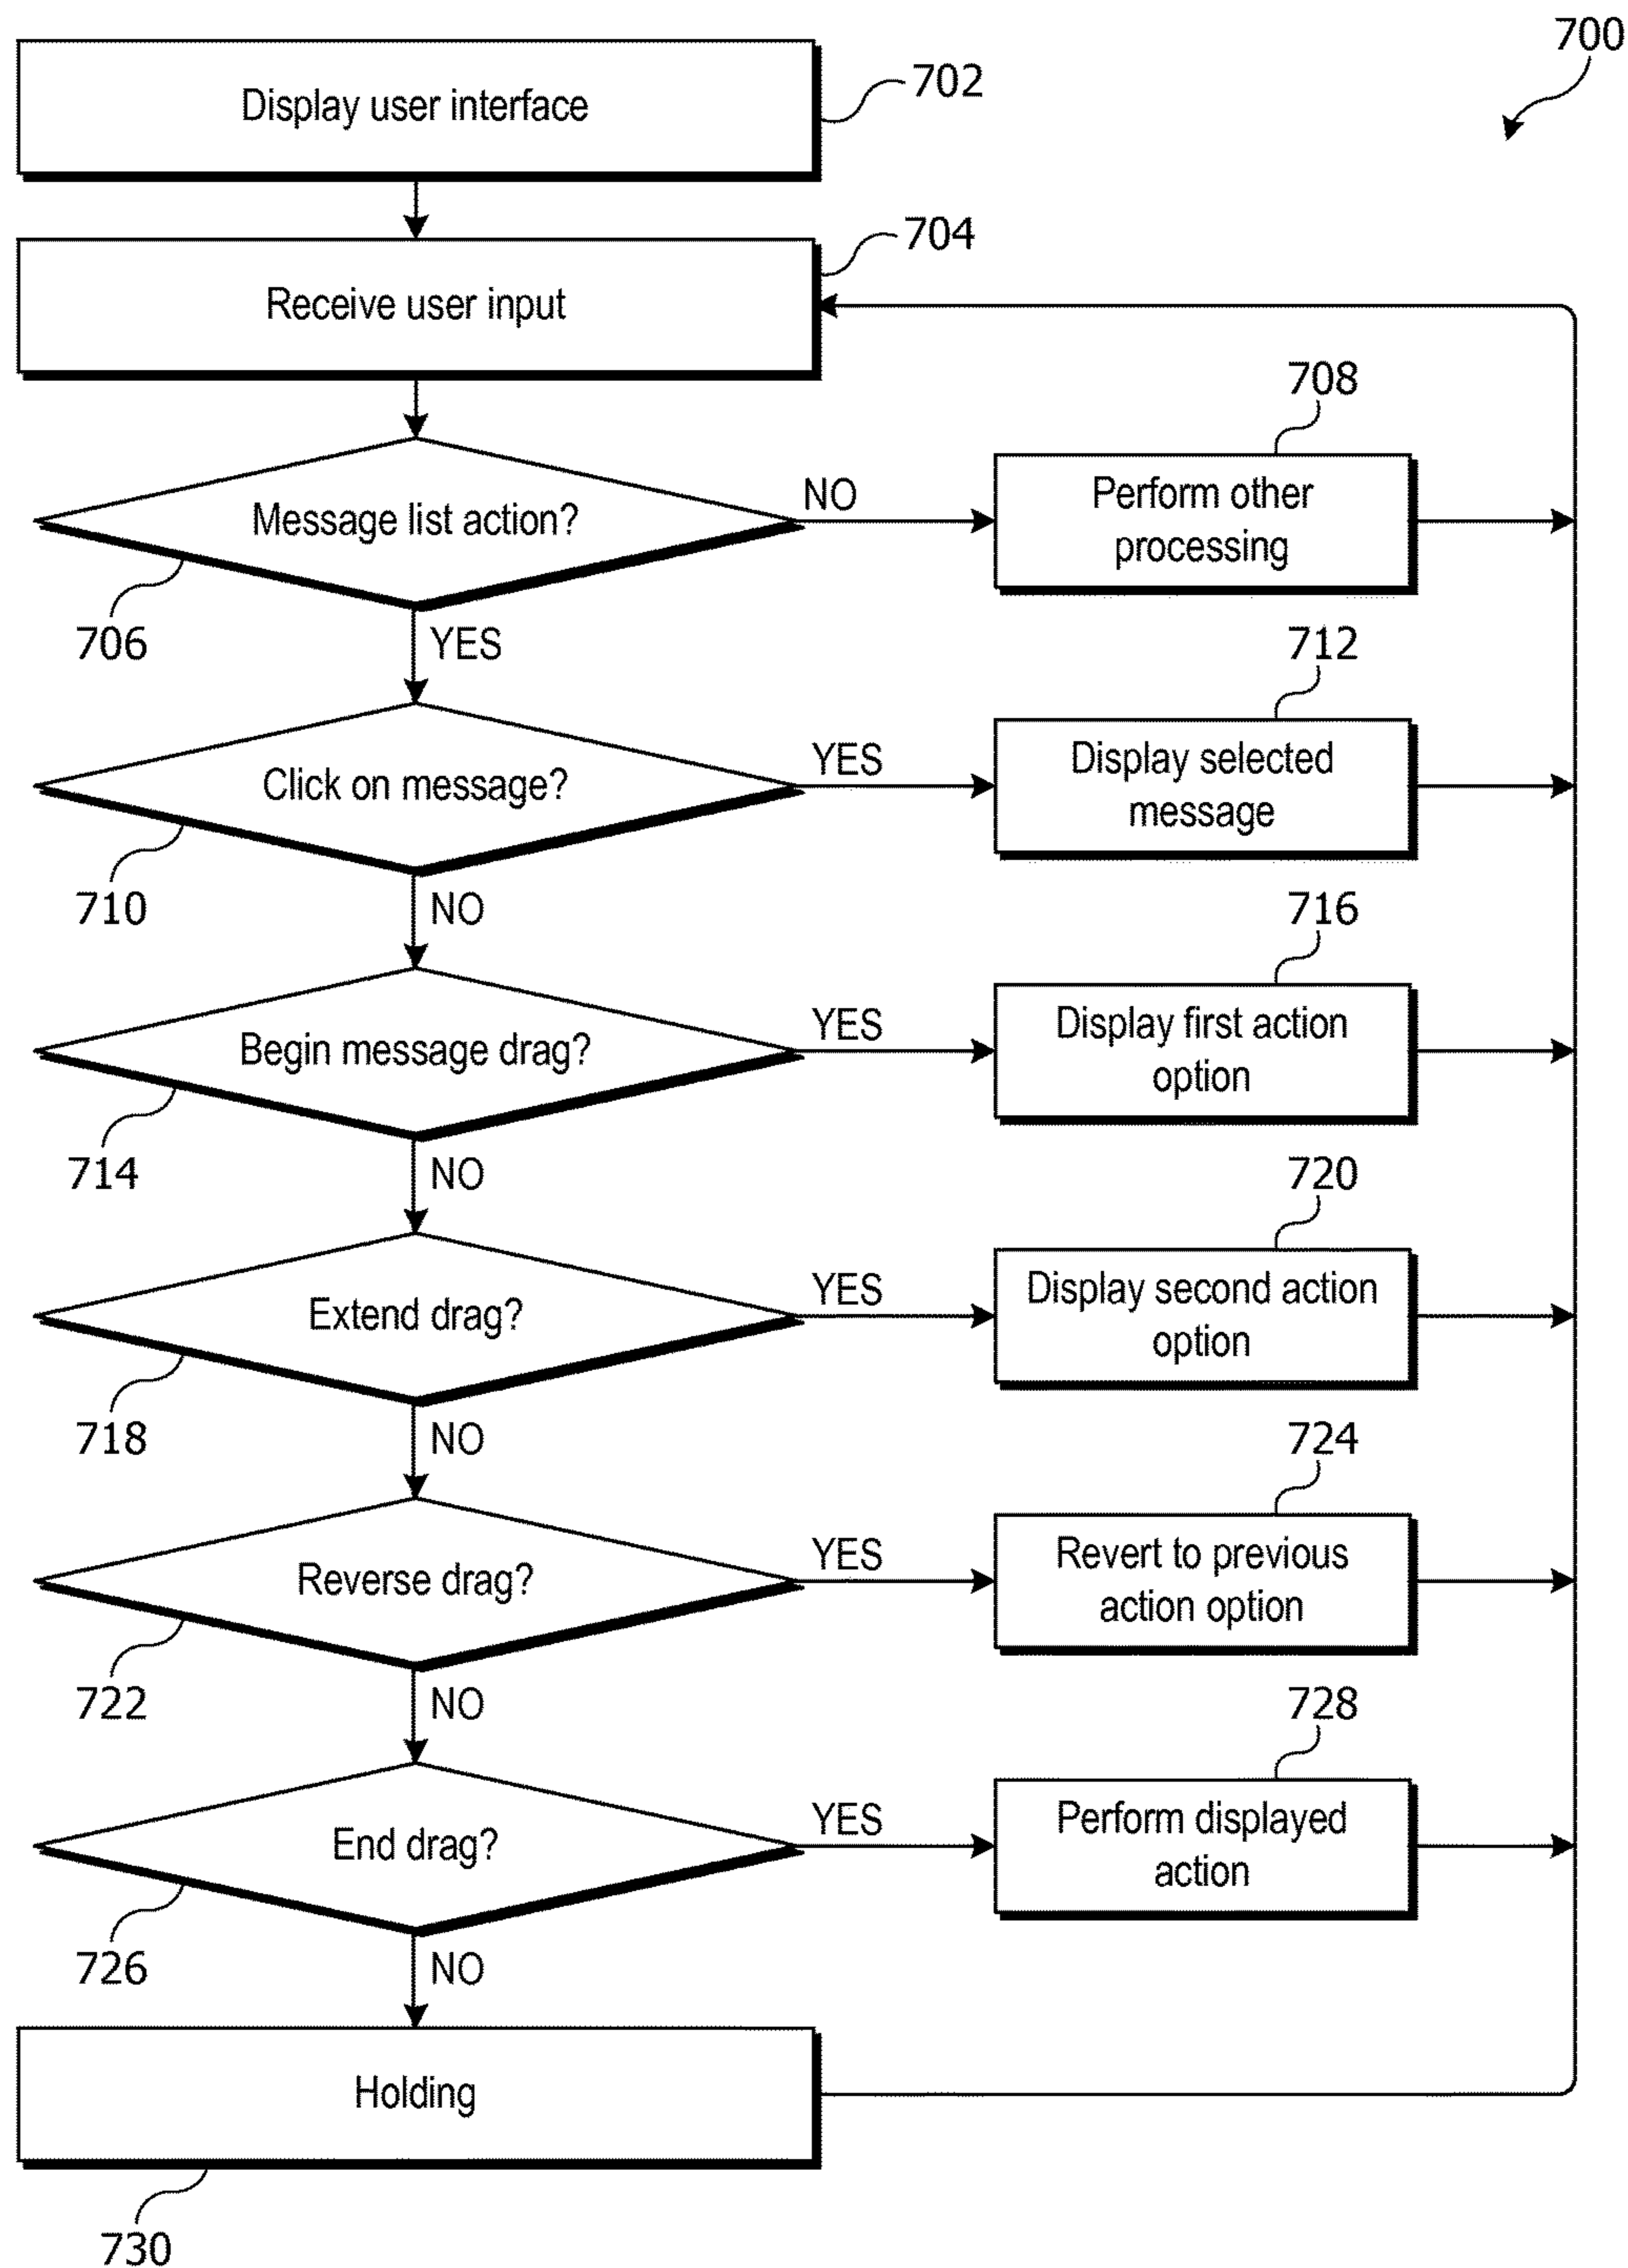 700
Display user interface
702
Receive user input
704
Message list action?
706
NO
YES
Perform other
processing
708
Click on message?
710
YES
NO
Display selected
message
712
Begin message drag?
714
YES
NO
Display first action
option
716
Extend drag?
718
YES
NO
Display second action
option
720
Reverse drag?
722
YES
NO
Revert to previous
action option
724
End drag?
726
YES
NO
Perform displayed
action
728
Holding
730